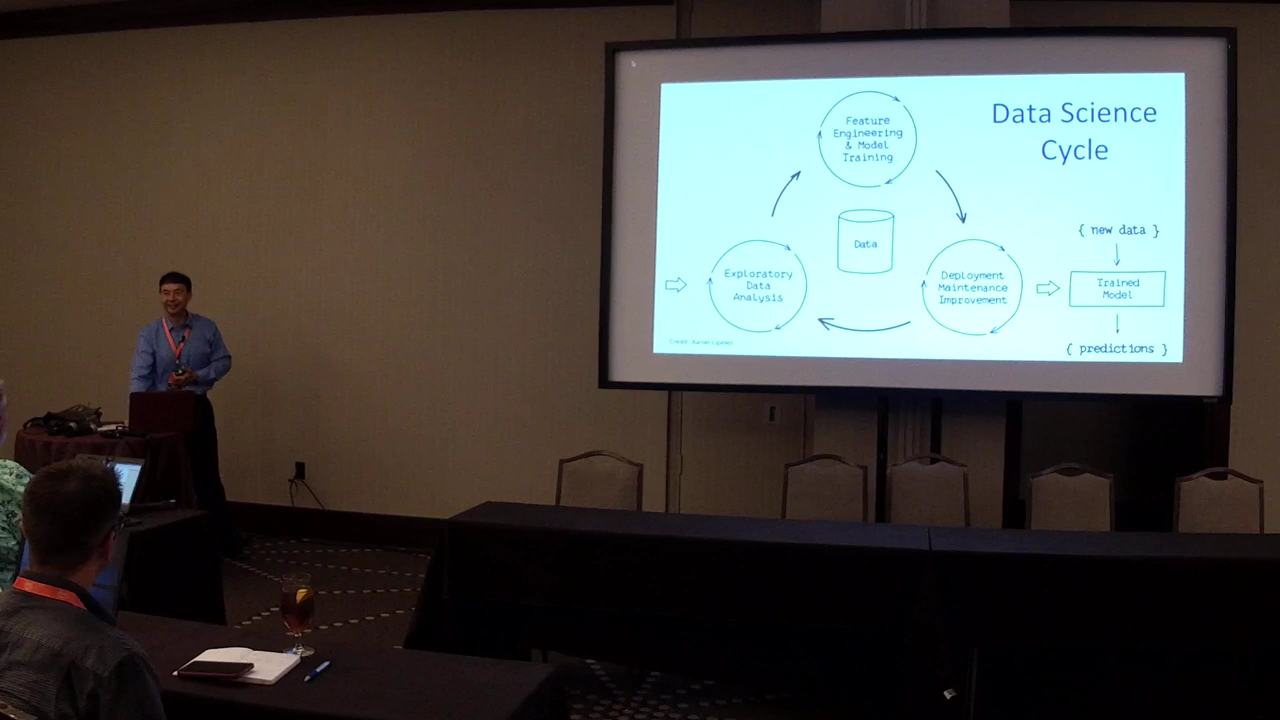 Data Science
Cycle
Feature
Engineering
& Model
Training
Data
Exploratory
Data
Analysis
Deployment
Maintenance
Improvement
{ new data }
Trained
Model
{ predictions }